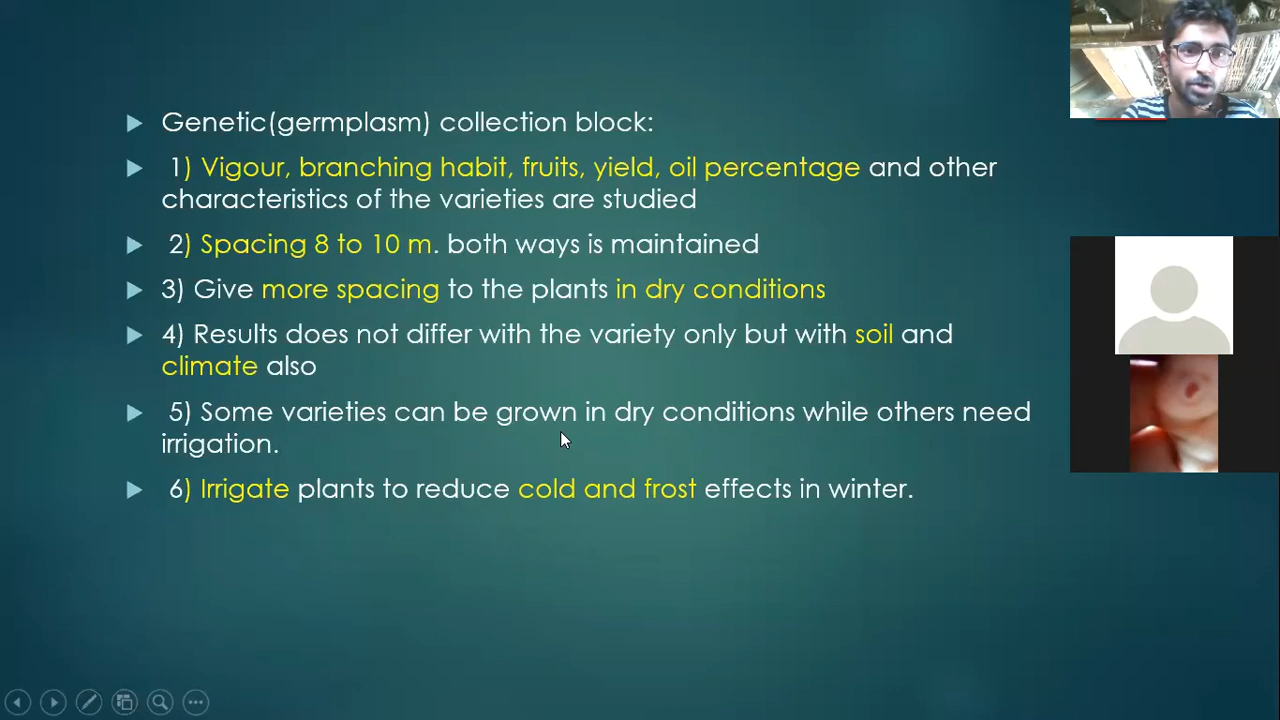 Genetic(germplasm) collection block:
1) Vigour, branching habit, fruits, yield, oil percentage and other
characteristics of the varieties are studied
2) Spacing 8 to 10 m. both ways is maintained
3) Give more spacing to the plants in dry conditions
4) Results does not differ with the variety only but with soil and
climate also
5) Some varieties can be grown in dry conditions while others need
irrigation.
6) Irrigate plants to reduce cold and frost effects in winter.